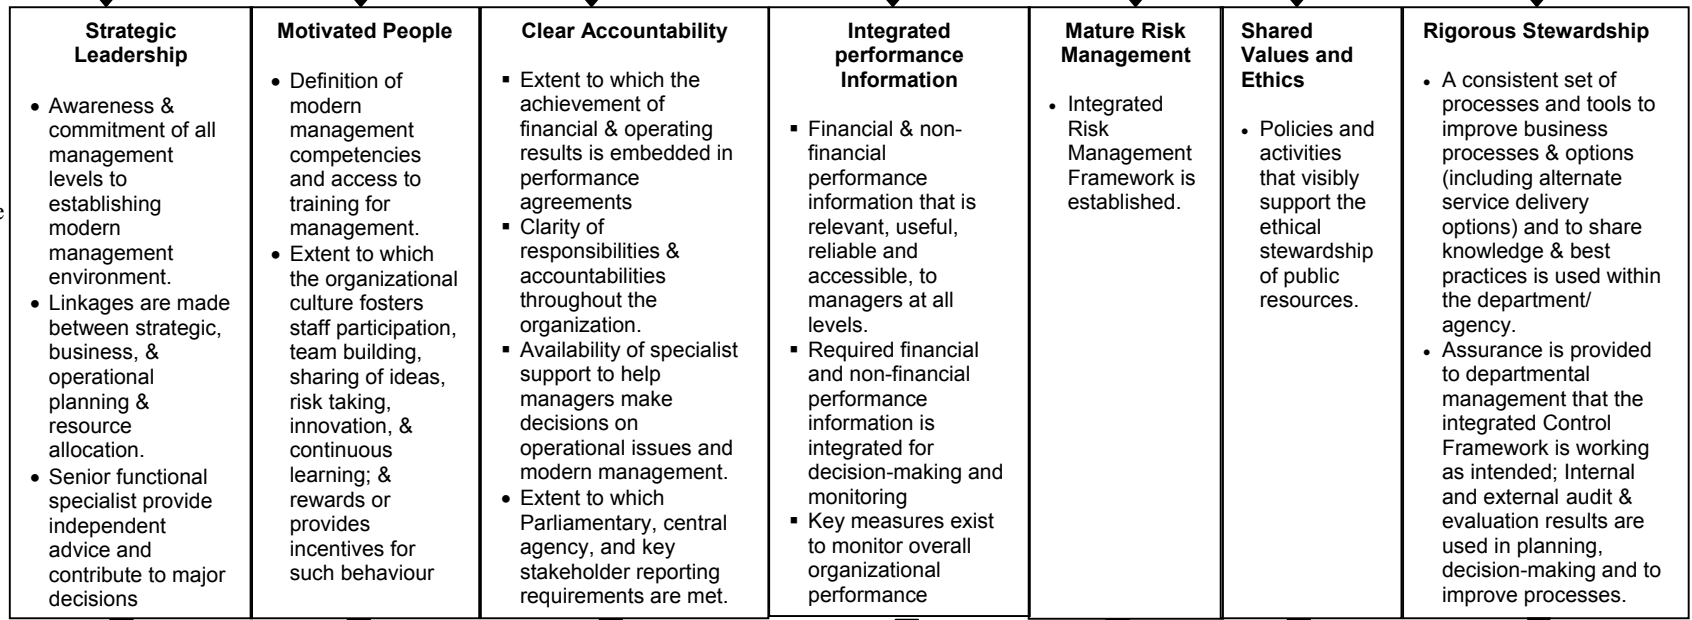 Strategic
Leadership
• Awareness &
commitment of all
management
levels to
establishing
modern
management
environment.
• Linkages are made
between strategic,
business, &
operational
planning &
resource
allocation.
• Senior functional
specialist provide
independent
advice and
contribute to major
decisions
Motivated People
• Definition of
modern
management
competencies
and access to
training for
management.
• Extent to which
the organizational
culture fosters
staff participation,
team building,
sharing of ideas,
risk taking,
innovation, &
continuous
learning; &
rewards or
provides
incentives for
such behaviour
Clear Accountability
▪ Extent to which the
achievement of
financial & operating
results is embedded in
performance
agreements
▪ Clarity of
responsibilities &
accountabilities
throughout the
organization.
▪ Availability of specialist
support to help
managers make
decisions on
operational issues and
modern management.
• Extent to which
Parliamentary, central
agency, and key
stakeholder reporting
requirements are met.
Integrated
performance
Information
▪ Financial & non-
financial
performance
information that is
relevant, useful,
reliable and
accessible, to
managers at all
levels.
▪ Required financial
and non-financial
performance
information is
integrated for
decision-making and
monitoring
▪ Key measures exist
to monitor overall
organizational
performance
Mature Risk
Management
• Integrated
Risk
Management
Framework is
established.
Shared
Values and
Ethics
• Policies and
activities
that visibly
support the
ethical
stewardship
of public
resources.
Rigorous Stewardship
• A consistent set of
processes and tools to
improve business
processes & options
(including alternate
service delivery
options) and to share
knowledge & best
practices is used within
the department/
agency.
• Assurance is provided
to departmental
management that the
integrated Control
Framework is working
as intended; Internal
and external audit &
evaluation results are
used in planning,
decision-making and to
improve processes.